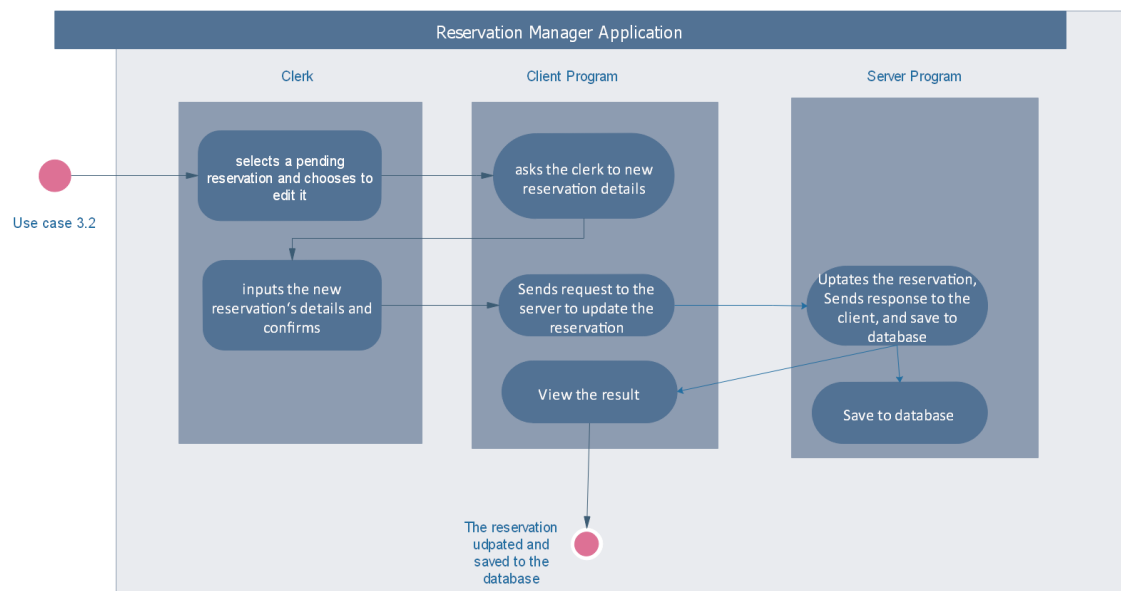 Reservation Manager Application
Clerk
Client Program
Server Program
selects a pending
reservation and chooses to
edit it
asks the clerk to new
reservation details
Use case 3.2
inputs the new
reservation's details and
confirms
Sends request to the
server to update the
reservation
Uptates the reservation,
Sends response to the
client, and save to
database
View the result
Save to database
The reservation
udpated and
saved to the
database